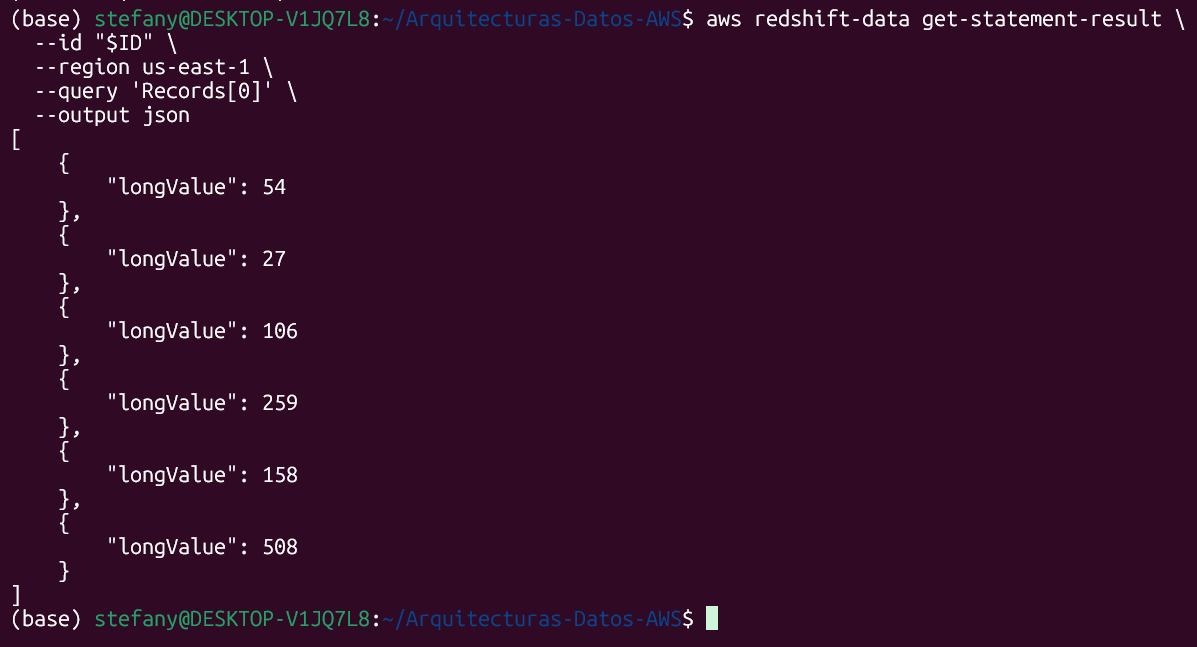 (base) stefany@DESKTOP-V1JQ7L8:~/Arquitecturas-Datos-AWS$ aws redshift-data get-statement-result \
  --id "$ID" \
  --region us-east-1 \
  --query 'Records[0]' \
  --output json
[
    {
        "longValue": 54
    },
    {
        "longValue": 27
    },
    {
        "longValue": 106
    },
    {
        "longValue": 259
    },
    {
        "longValue": 158
    },
    {
        "longValue": 508
    }
]
(base) stefany@DESKTOP-V1JQ7L8:~/Arquitecturas-Datos-AWS$